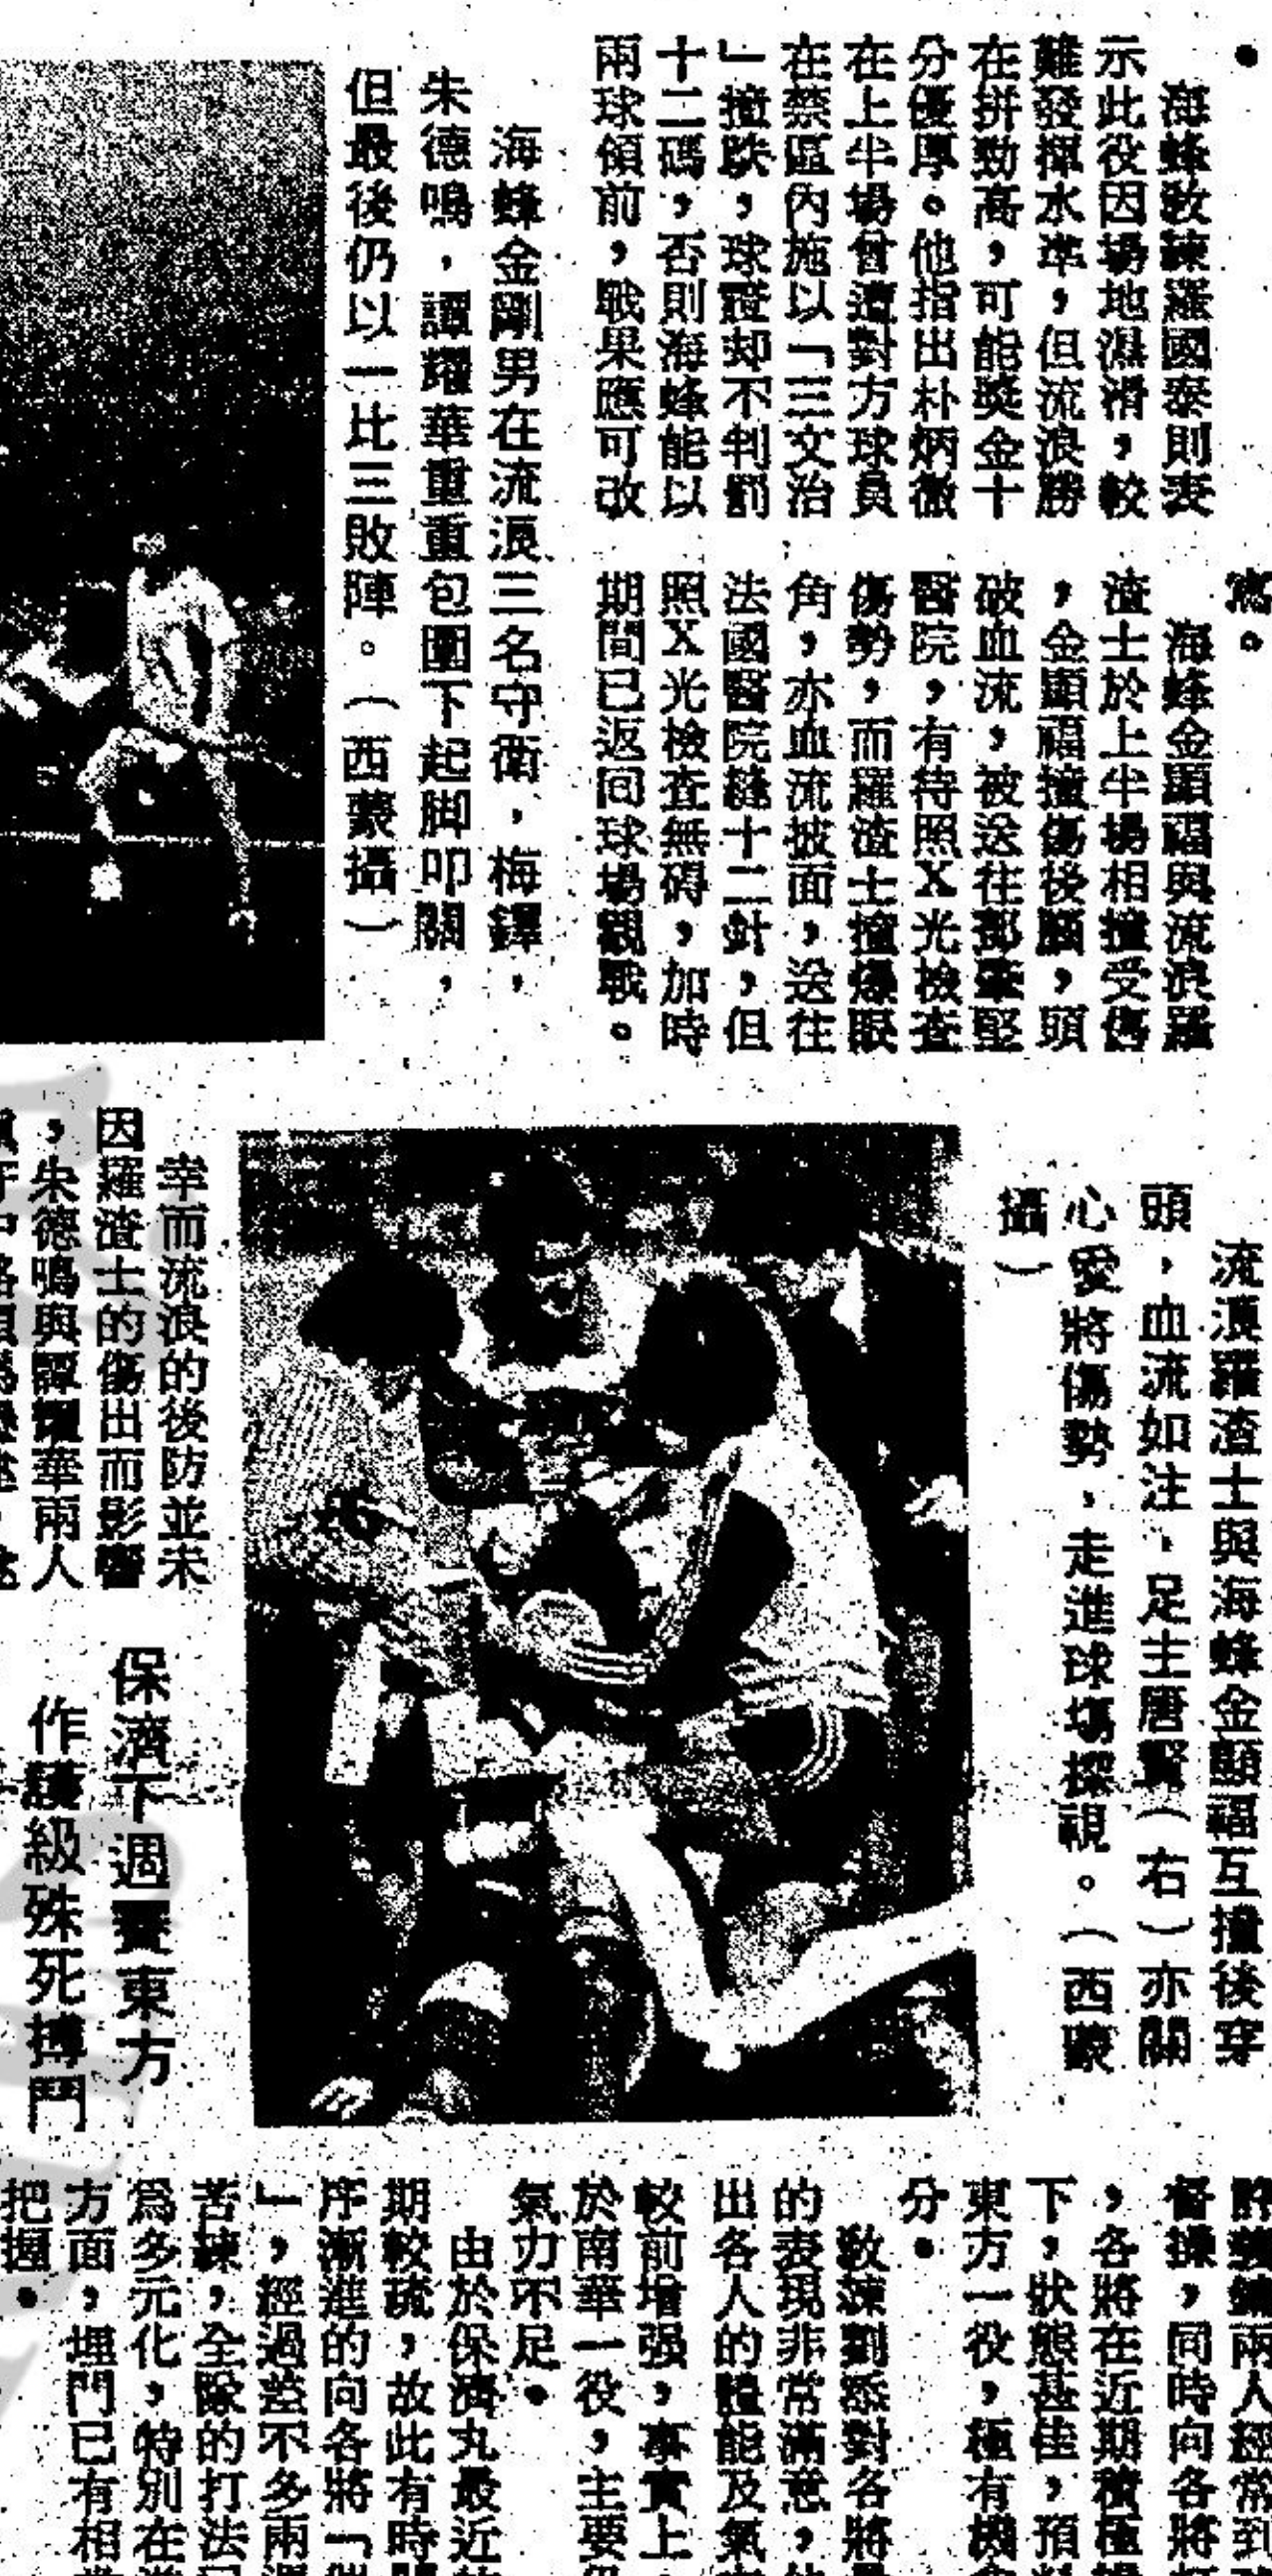 海蜂敎練羅國泰則表
示此役因場地濕滑，較
難發揮水準，但流浪勝
在拼勁高，可能獎金十
分優厚。他指出朴炳徹
在上半場曾遭對方球員
在禁區內施以「三文治
」撞跌，球證却不判罰
十二碼，否則海蜂能以
兩球領前，戰果應可改
海蜂金顯福與流浪羅
渣士於上半場相撞受傷
，金顯福撞傷後腦，頭
破血流，被送往鄧肇堅
醫院，有待照X光檢查
傷勢，而羅渣士撞爆眼
角，亦血流披面，送往
法國醫院縫十二針，但
照X光檢查無碍，加時
期間已返回球場觀戰。
海蜂金剛男在流浪三名守衛，梅鐸，
朱德鳴，譚耀華重重包圍下起脚叩關，
但最後仍以一比三敗陣。（西蒙攝）
流浪羅渣士與海蜂金顯福互撞後穿
頭，血流如注，足主唐賢（右）亦關
心愛將傷勢，走進球塲探視。（西蒙
攝）
幸而流浪的後防並未
因羅渣士的傷出而影響
，朱德鳴與譚耀華兩人
保濟下週賽東方
作護級殊死搏鬥
兩人經常到
督操，同時向各將
，各將在近期積極
下，狀態甚佳，預
東方一役，極有機會
分。
敎練劉添對各將
的表現非常滿意，
出各人的體能及氣
較前增强，事實上
於南華一役，主要
氣力不足。
由於保濟丸最近
期較疏，故此有時間
序漸進的向各將「
」，經過差不多兩
苦練，全隊的打法
爲多元化，特別在
方面，埋門已有相
把握。